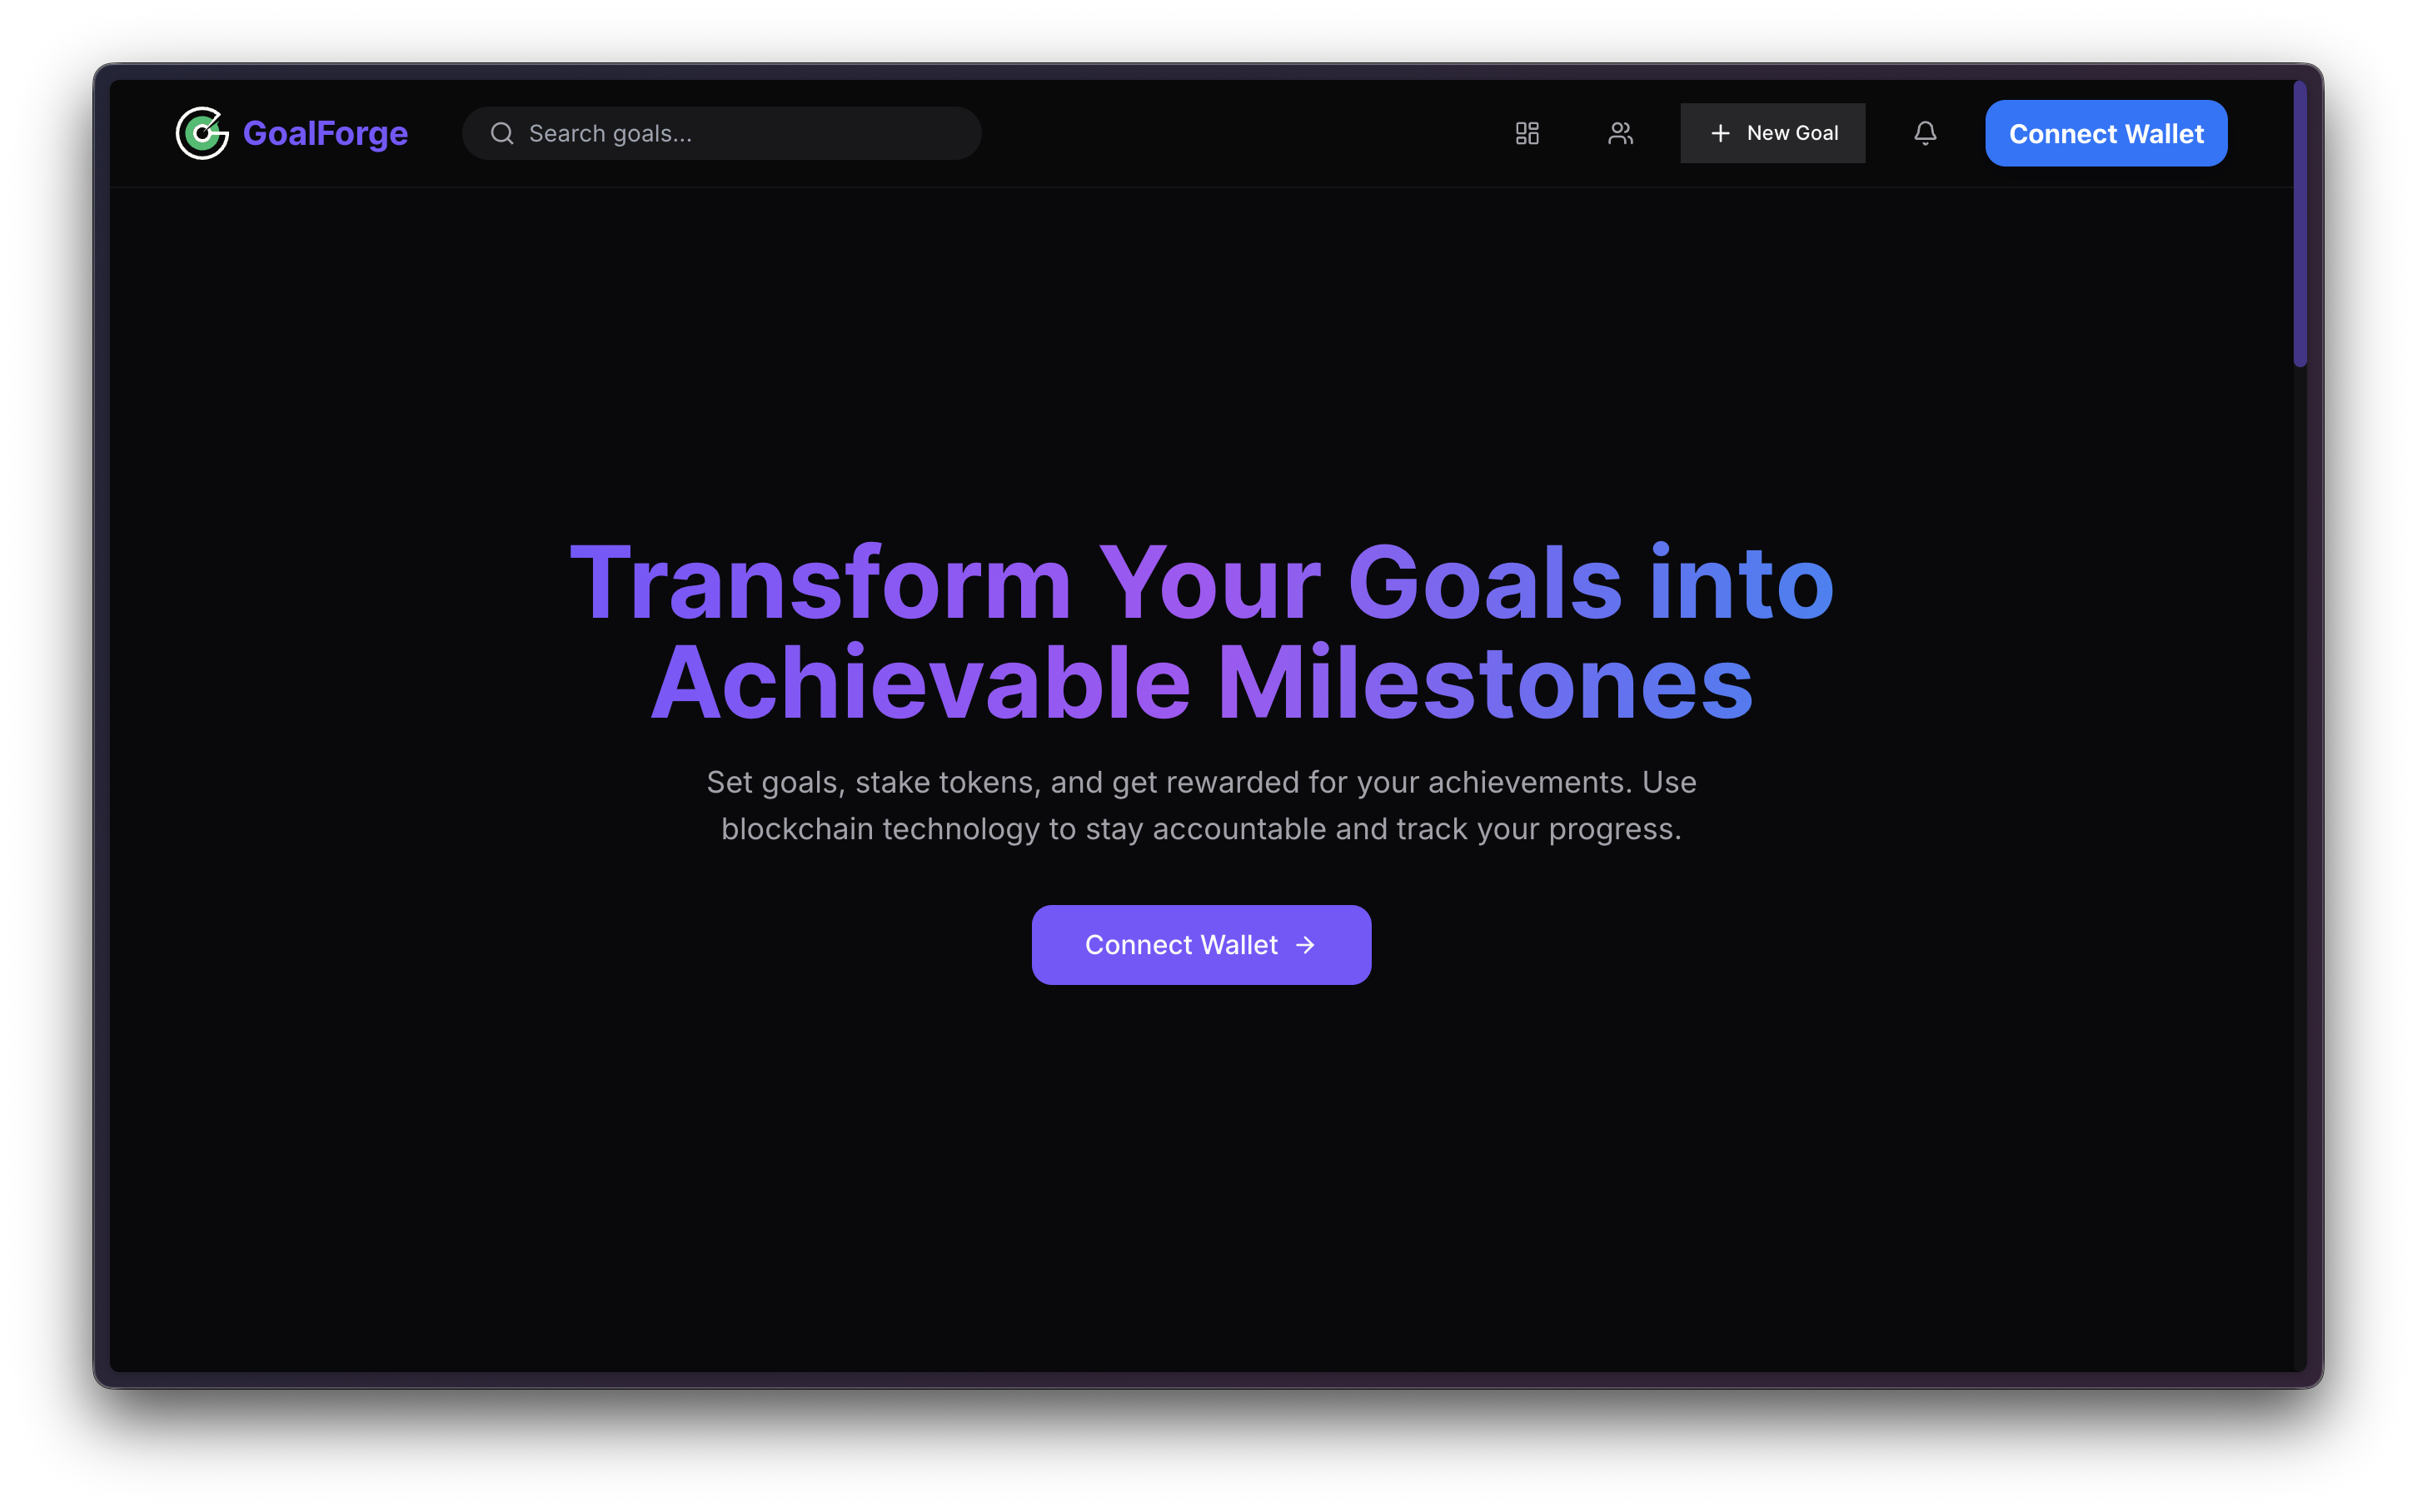 GoalForge
Search goals...
New Goal
Connect Wallet
Transform Your Goals into
Achievable Milestones
Set goals, stake tokens, and get rewarded for your achievements. Use
blockchain technology to stay accountable and track your progress.
Connect Wallet